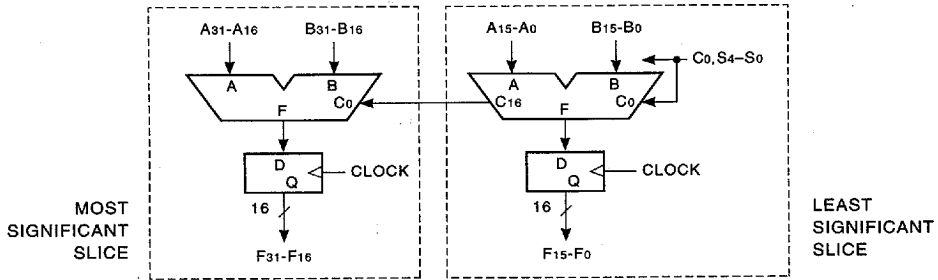 A31-A16 B31-B16 A15-A0 B15-B0
C0, S4-S0
A B A B
C0 C16 C0
F F
D D
CLOCK CLOCK
Q Q
16 16
MOST
SIGNIFICANT
SLICE
LEAST
SIGNIFICANT
SLICE
F31-F16 F15-F0